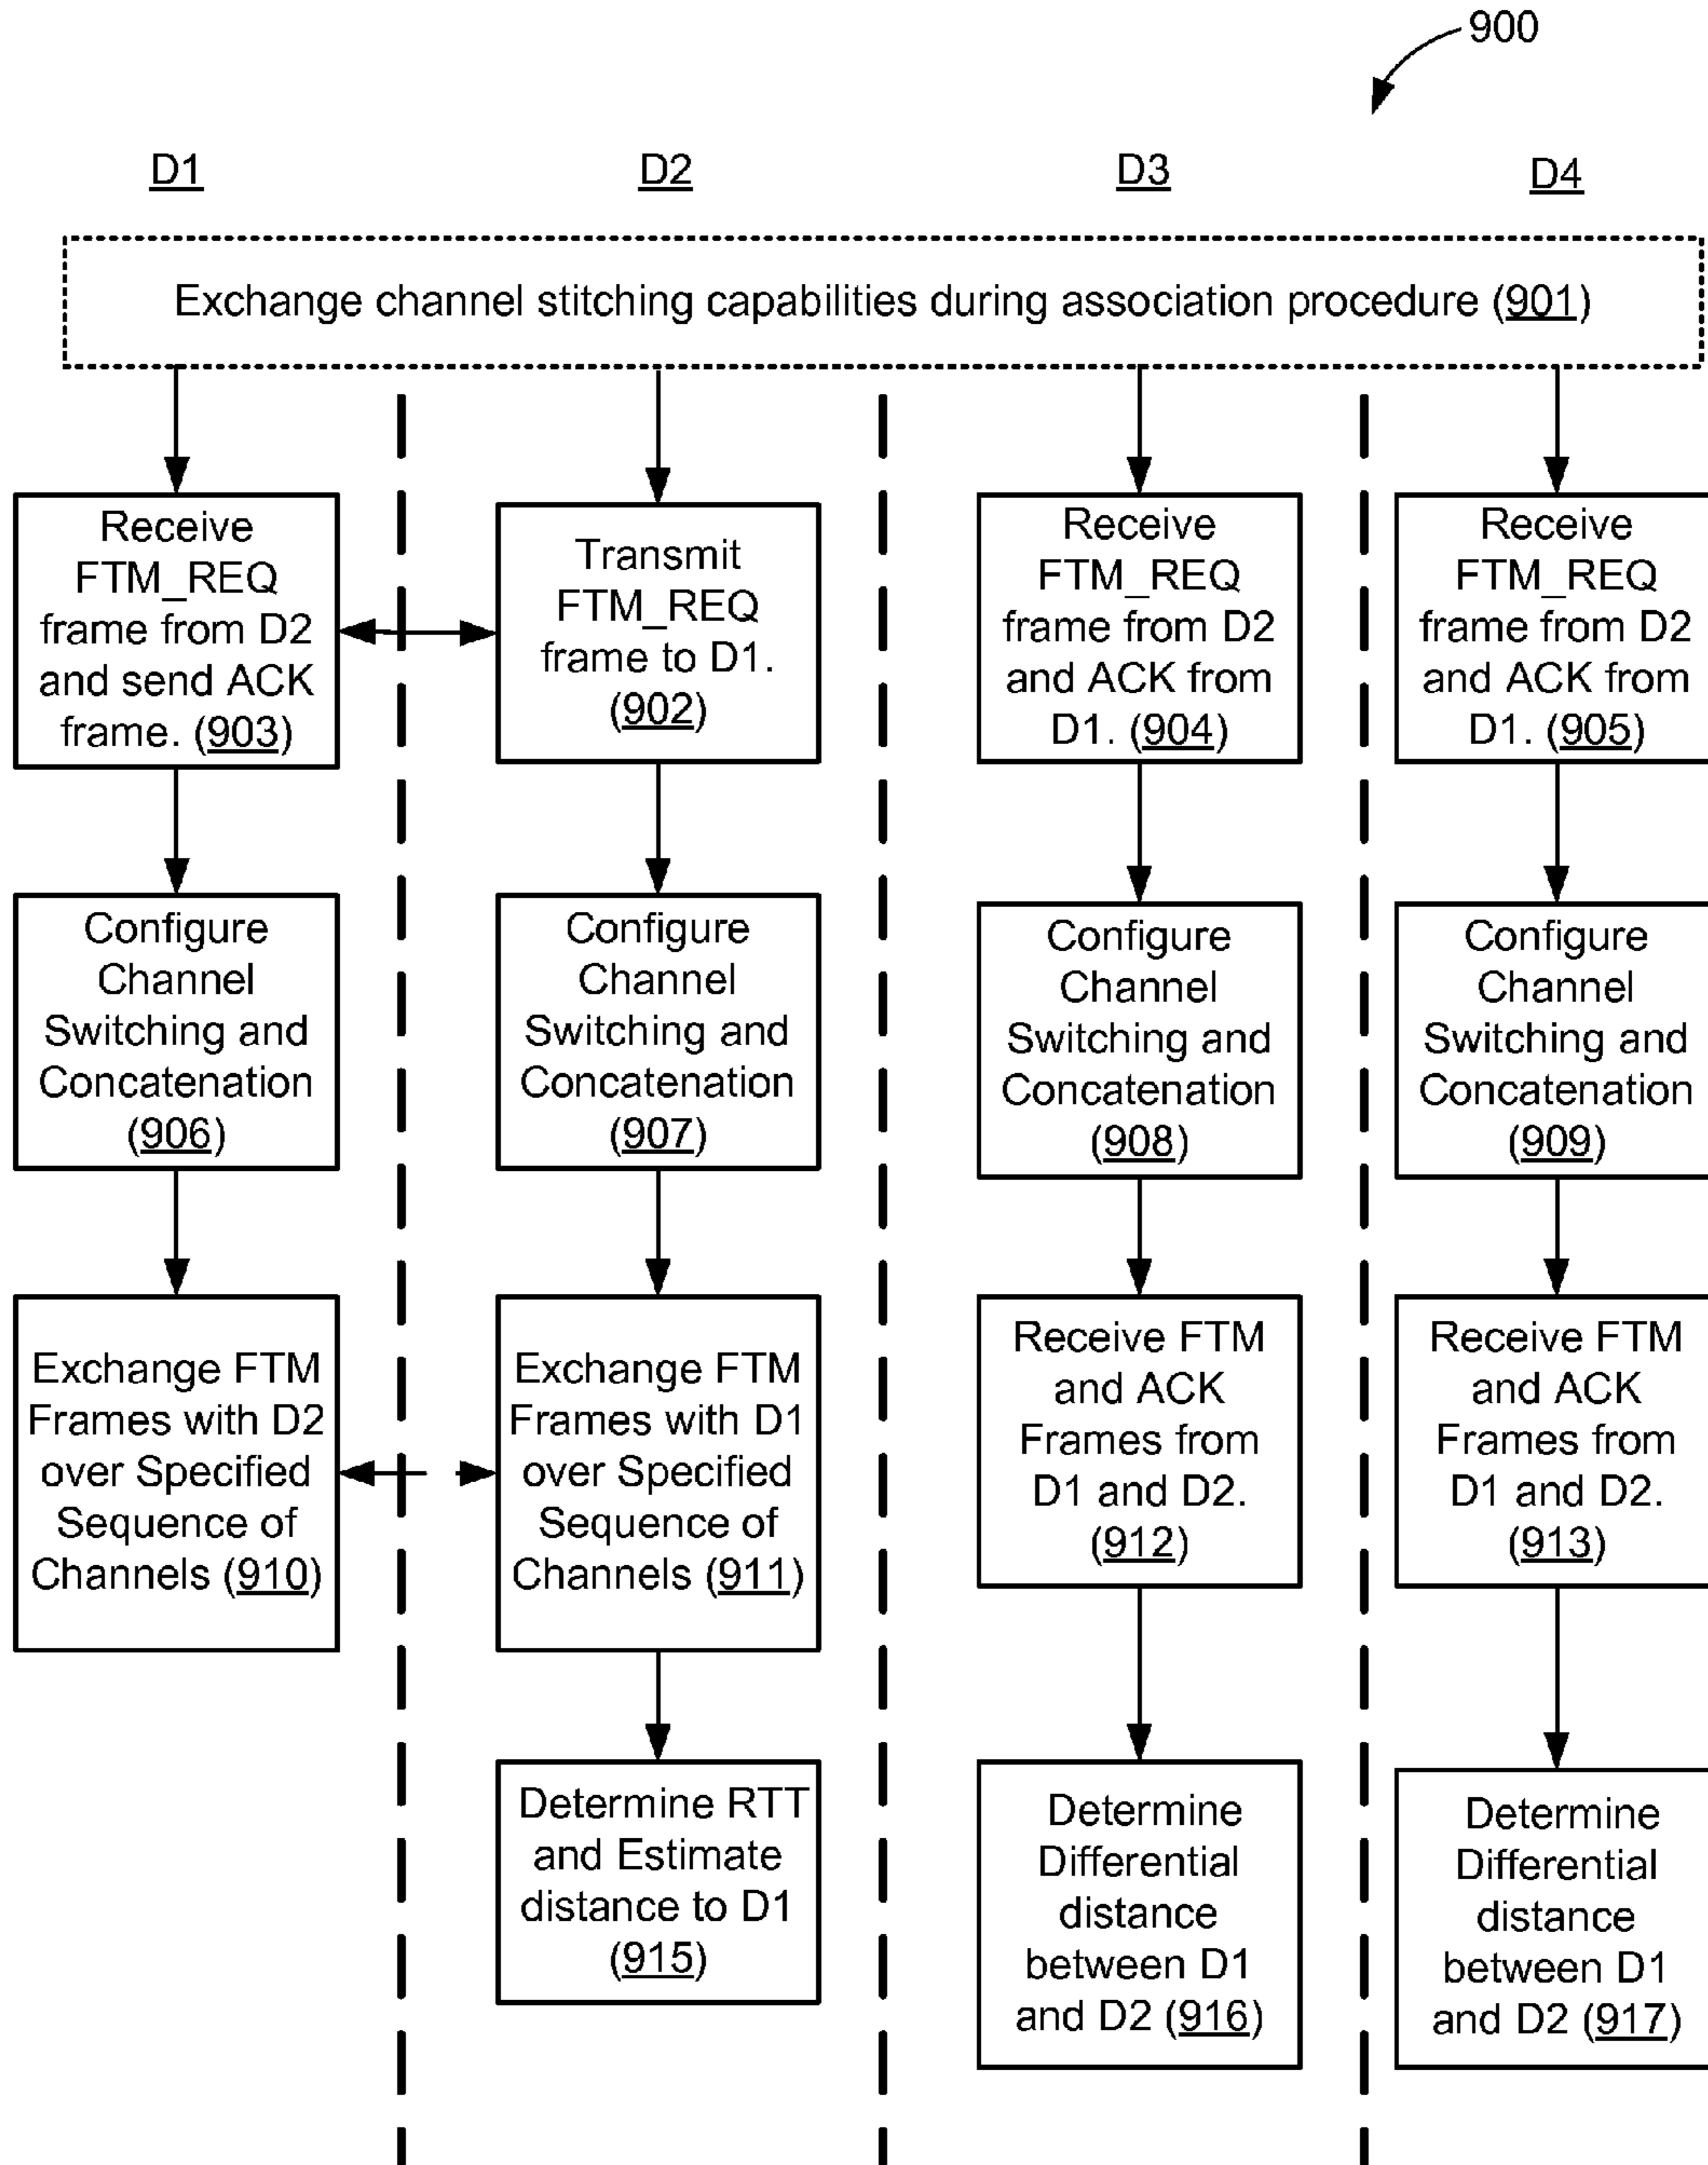 900
D1
D2
D3
D4
Exchange channel stitching capabilities during association procedure (901)
Receive
FTM_REQ
frame from D2
and send ACK
frame. (903)
Transmit
FTM_REQ
frame to D1.
(902)
Receive
FTM_REQ
frame from D2
and ACK from
D1. (904)
Receive
FTM_REQ
frame from D2
and ACK from
D1. (905)
Configure
Channel
Switching and
Concatenation
(906)
Configure
Channel
Switching and
Concatenation
(907)
Configure
Channel
Switching and
Concatenation
(908)
Configure
Channel
Switching and
Concatenation
(909)
Exchange FTM
Frames with D2
over Specified
Sequence of
Channels (910)
Exchange FTM
Frames with D1
over Specified
Sequence of
Channels (911)
Receive FTM
and ACK
Frames from
D1 and D2.
(912)
Receive FTM
and ACK
Frames from
D1 and D2.
(913)
Determine RTT
and Estimate
distance to D1
(915)
Determine
Differential
distance
between D1
and D2 (916)
Determine
Differential
distance
between D1
and D2 (917)